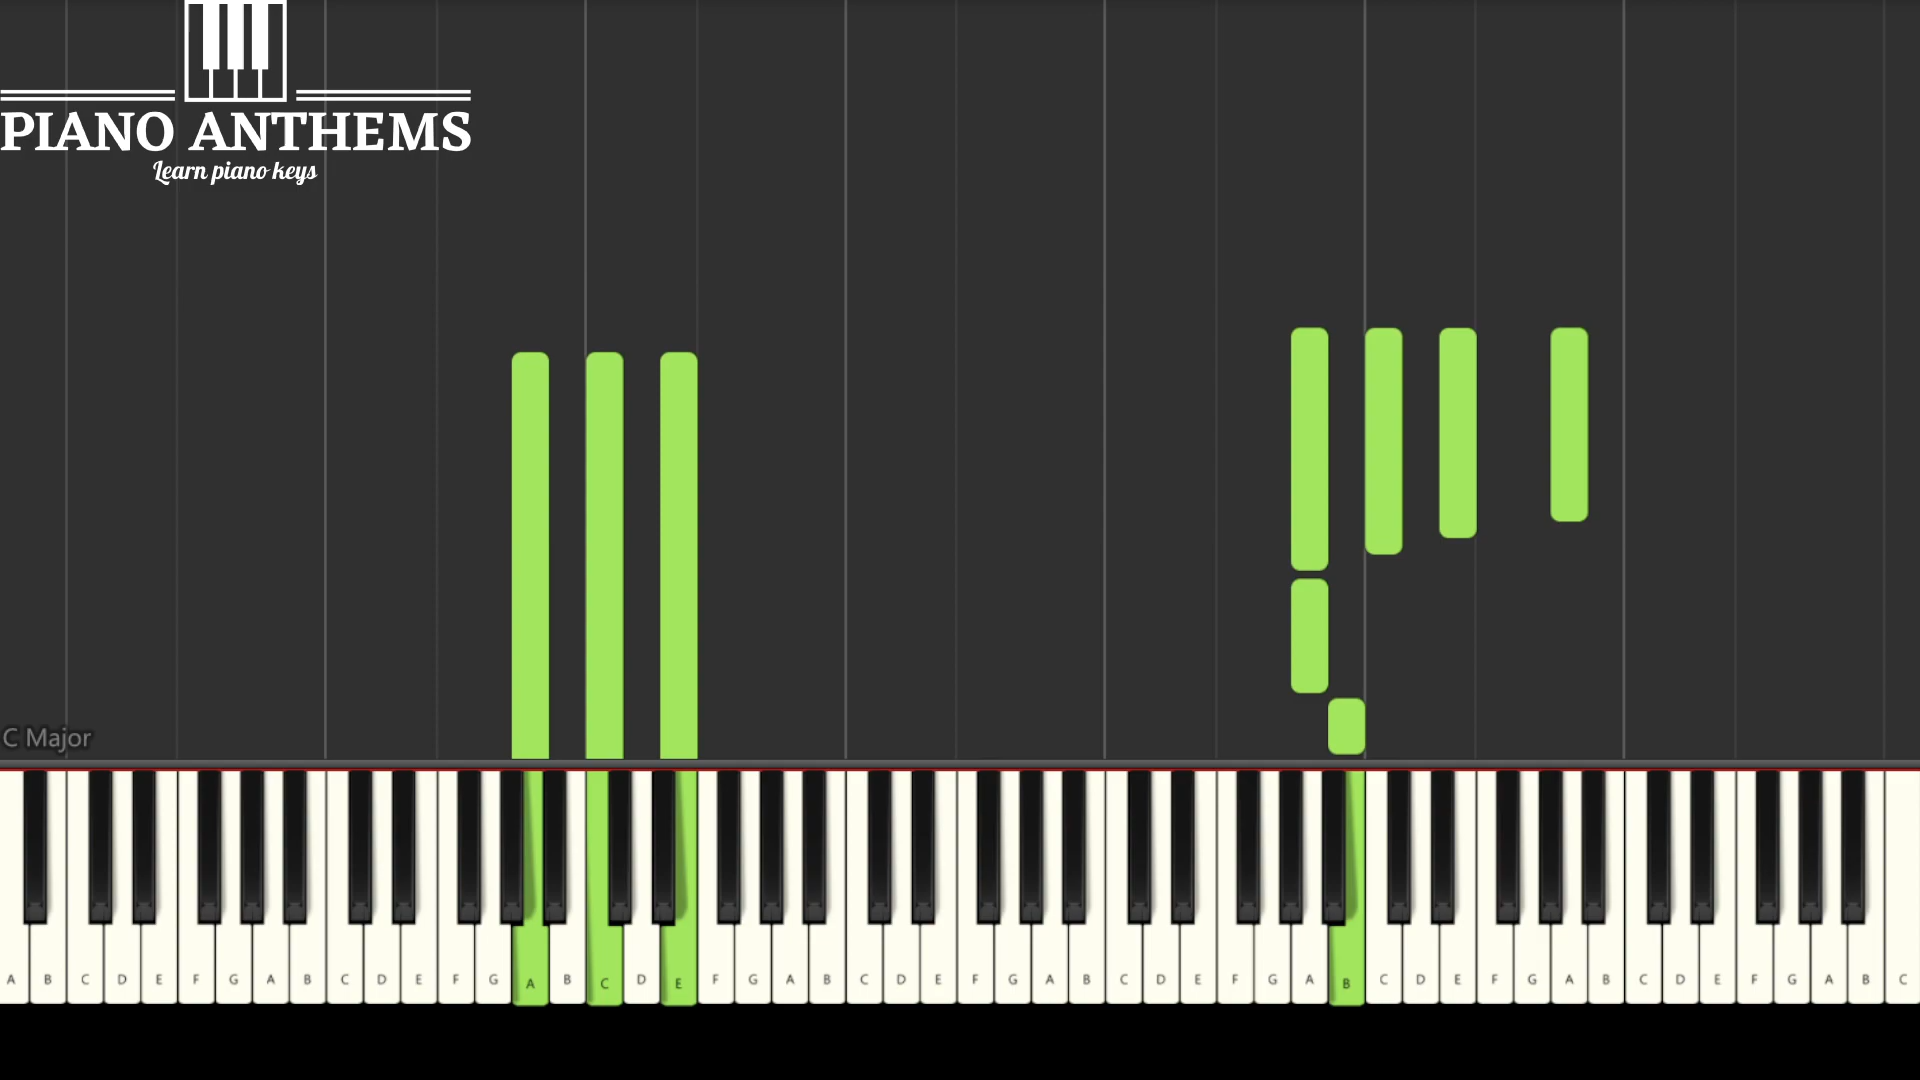 PIANO ANTHEMS
Learn piano keys
C Major
A B C D E F G A B C D E F G A B C D E F G A B C D E F G A B C D E F G A B C D E F G A B C D E F G A B C